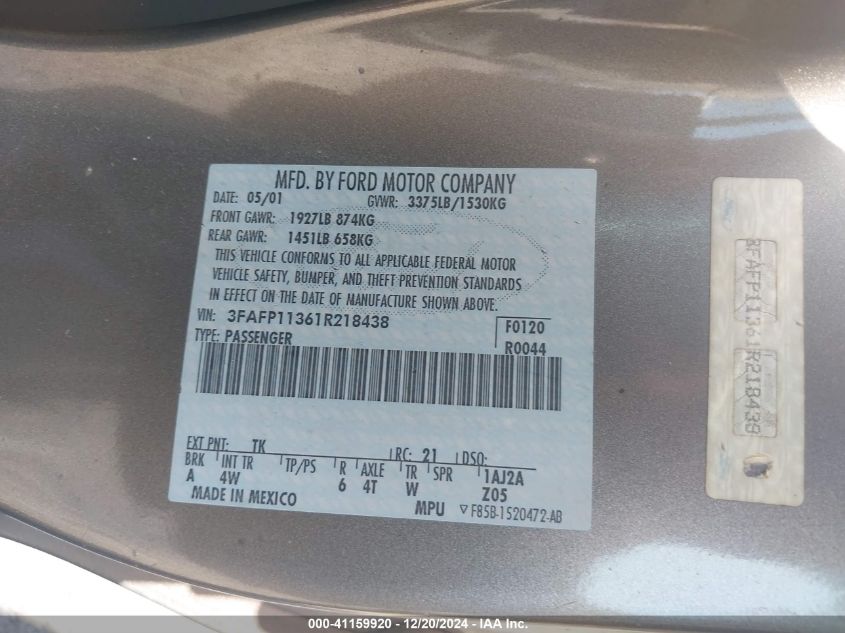 MFD. BY FORD MOTOR COMPANY
DATE: 05/01 GVWR: 3375LB/1530KG
FRONT GAWR: 1927LB 874KG
REAR GAWR: 1451LB 658KG
THIS VEHICLE CONFORMS TO ALL APPLICABLE FEDERAL MOTOR
VEHICLE SAFETY, BUMPER, AND THEFT PREVENTION STANDARDS
IN EFFECT ON THE DATE OF MANUFACTURE SHOWN ABOVE.
VIN: 3FAFP11361R218438 F0120
TYPE: PASSENGER R0044
EXT PNT: TK RC: 21 DSO:
BRK INT TR TP/PS R AXLE TR SPR 1AJ2A
A 4W 6 4T W Z05
MADE IN MEXICO MPU F85B-1520472-AB
3FAFP11361R218438
000-41159920 - 12/20/2024 - IAA Inc.